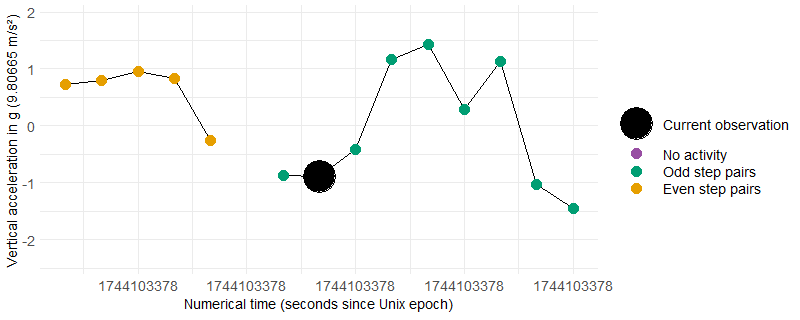 Vertical acceleration in g (9.80665 m/s²)
2
1
0
-1
-2
1744103378 1744103378 1744103378 1744103378 1744103378
Numerical time (seconds since Unix epoch)
Current observation
No activity
Odd step pairs
Even step pairs